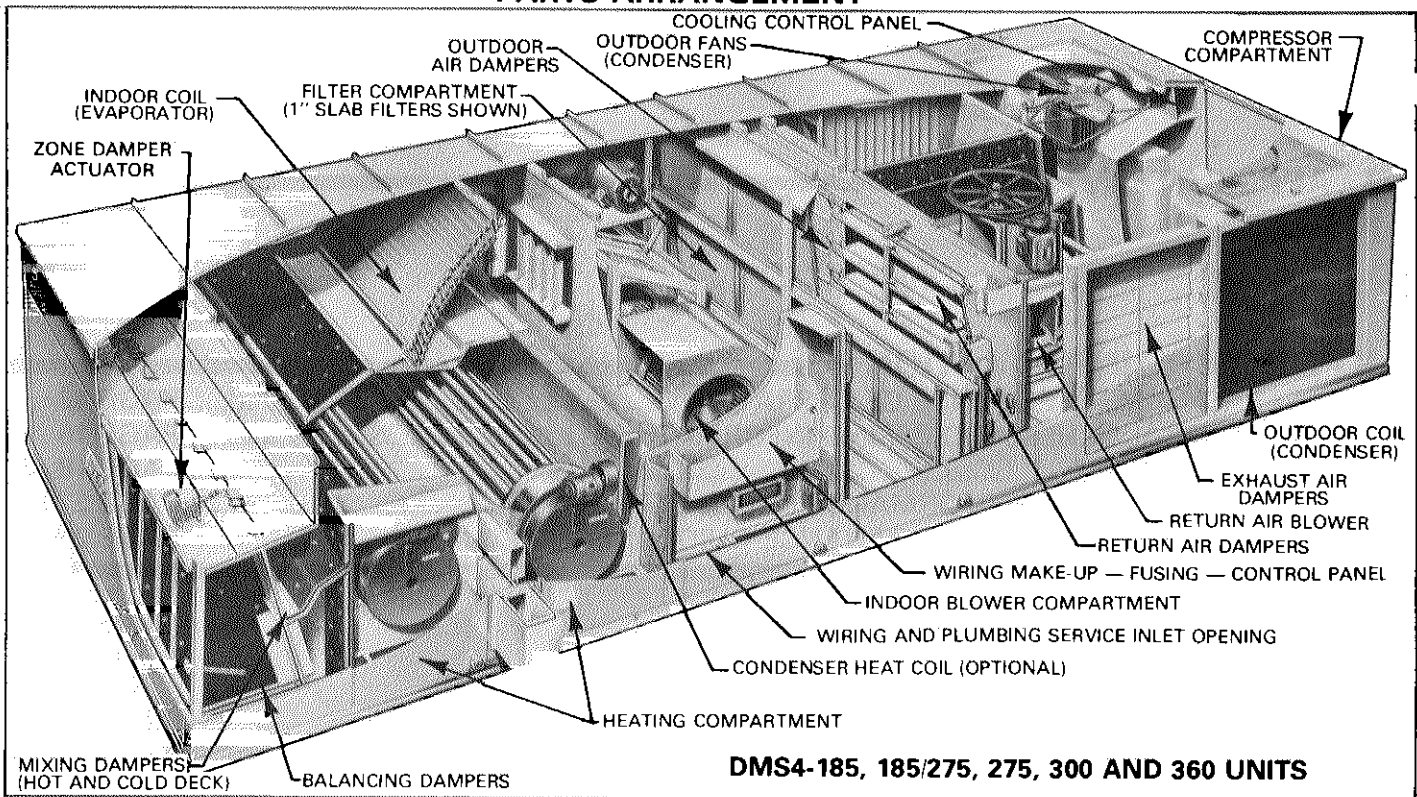 PARTS ARRANGEMENT
COOLING CONTROL PANEL
OUTDOOR
AIR DAMPERS
OUTDOOR FANS
(CONDENSER)
COMPRESSOR
COMPARTMENT
FILTER COMPARTMENT
(1" SLAB FILTERS SHOWN)
INDOOR COIL
(EVAPORATOR)
ZONE DAMPER
ACTUATOR
OUTDOOR COIL
(CONDENSER)
EXHAUST AIR
DAMPERS
RETURN AIR BLOWER
RETURN AIR DAMPERS
WIRING MAKE-UP — FUSING — CONTROL PANEL
INDOOR BLOWER COMPARTMENT
WIRING AND PLUMBING SERVICE INLET OPENING
CONDENSER HEAT COIL (OPTIONAL)
HEATING COMPARTMENT
MIXING DAMPERS
(HOT AND COLD DECK)
BALANCING DAMPERS
DMS4-185, 185/275, 275, 300 AND 360 UNITS